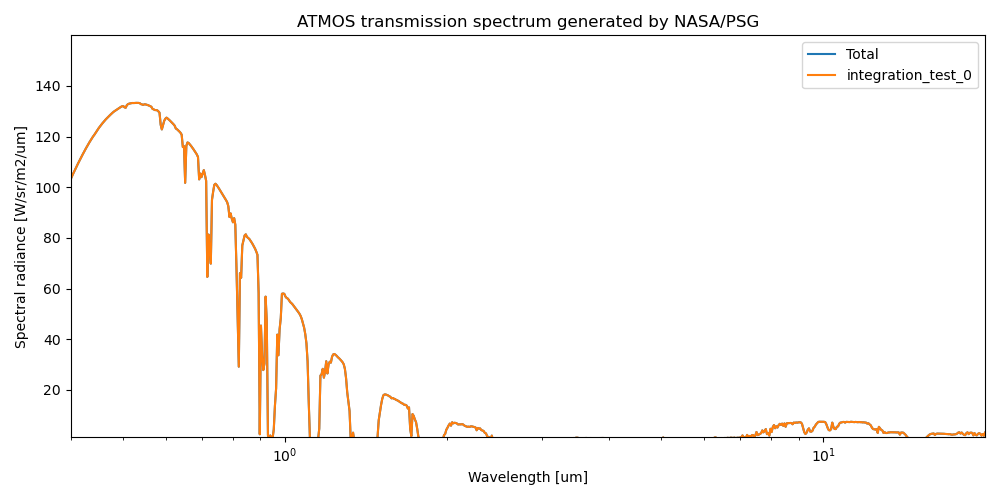 ATMOS transmission spectrum generated by NASA/PSG
Total
integration_test_0
Spectral radiance [W/sr/m2/um]
140
120
100
80
60
40
20
10⁰
10¹
Wavelength [um]